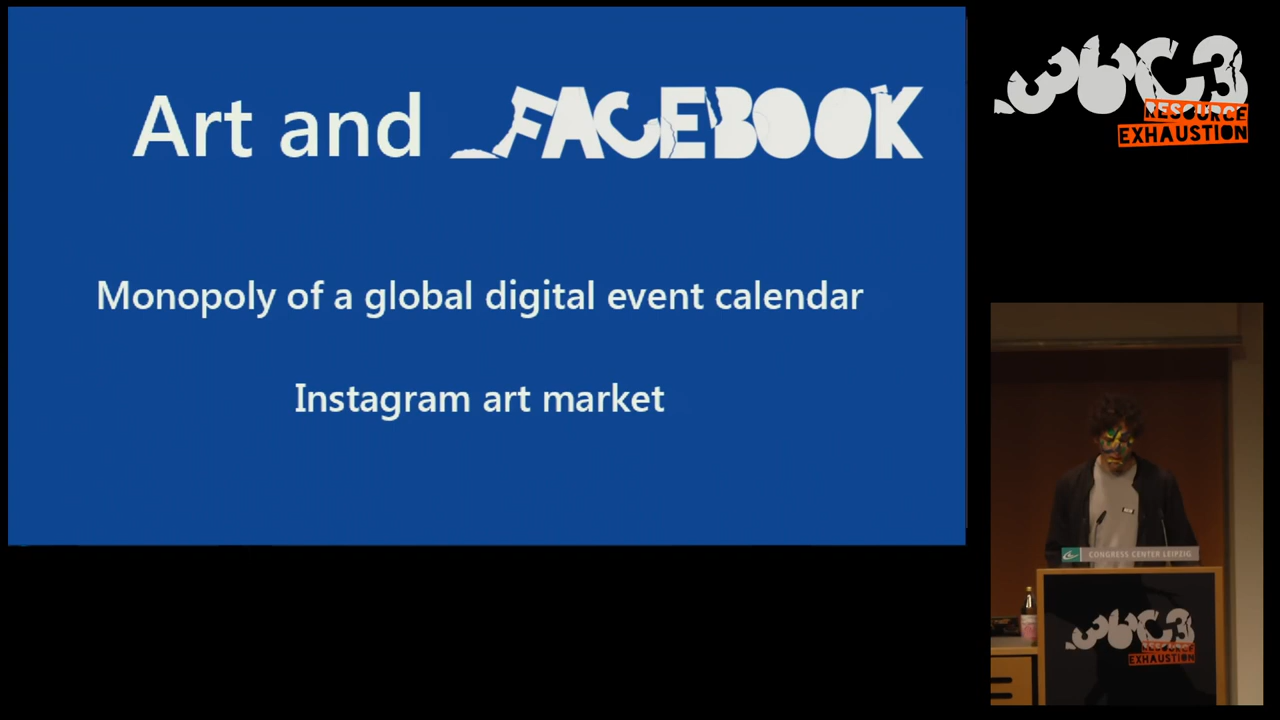 Art and FACEBOOK
Monopoly of a global digital event calendar
Instagram art market
36C3
RESOURCE
EXHAUSTION
CONGRESS CENTER LEIPZIG
36C3
RESOURCE
EXHAUSTION